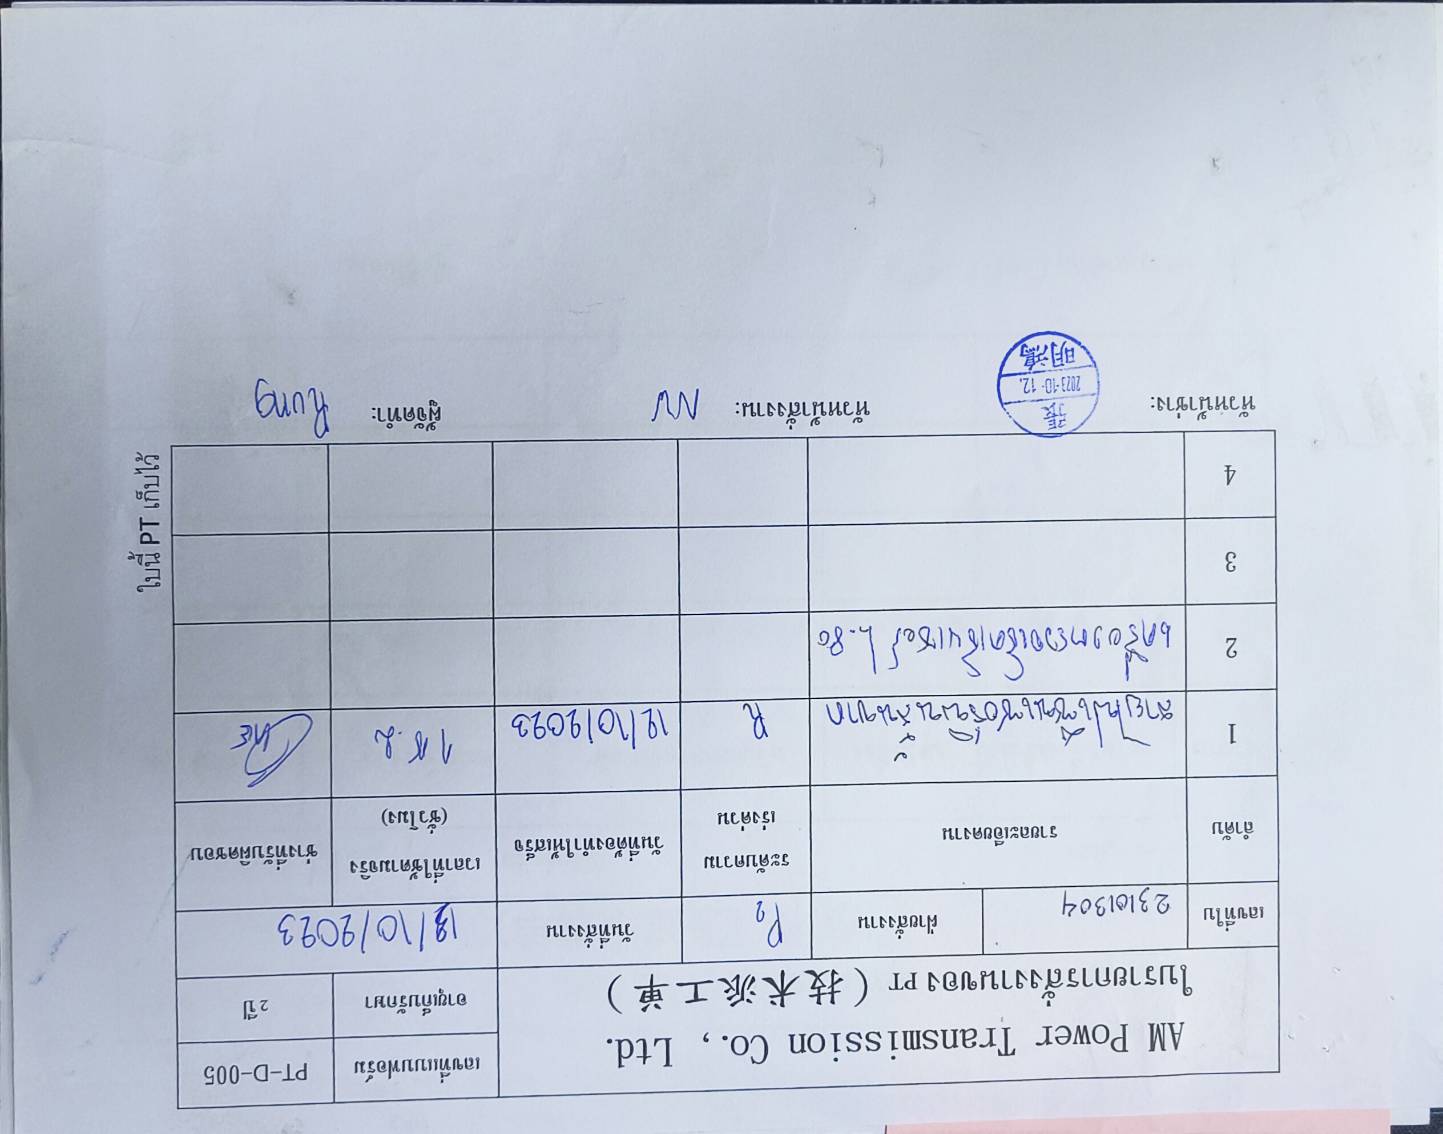 AM Power Transmission Co., Ltd.
ใบรายการสั่งงานของ PT (技术派工单)
เลขที่แบบฟอร์ม PT-D-005
อายุเก็บรักษา 2 ปี
เลขที่ใบ 23101304 ฝ่ายสั่งงาน P2 วันที่สั่งงาน 12/10/2023
ลำดับ รายละเอียดงาน ระดับความเร่งด่วน วันที่ต้องทำให้เสร็จ เวลาที่ใช้ตามจริง (ชั่วโมง) ช่างที่รับผิดชอบ
1 สายไฟเซ็นเซอร์พินสั้นขาด R 12/10/2023 1 ช.ม
2 เครื่องตรวจเช็คเซ็นเซอร์ L-80
3
4
หัวหน้าช่าง: 張 2023-10-12. 明鴻 หัวหน้าสั่งงาน: NW ผู้จัดทำ: Rung
ใบนี้ PT เก็บไว้